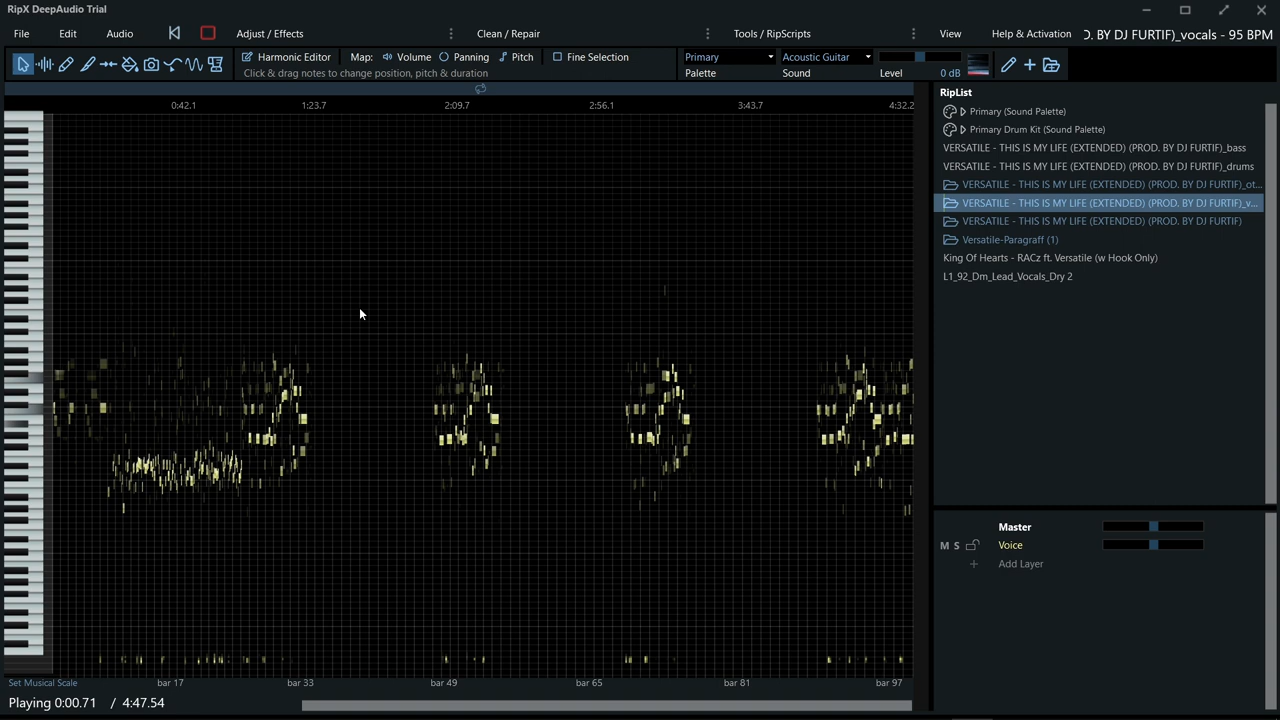 RipX DeepAudio Trial
File Edit Audio Adjust / Effects Clean / Repair Tools / RipScripts View Help & Activation . BY DJ FURTIF)_vocals - 95 BPM
Harmonic Editor Map: Volume Panning Pitch Fine Selection Primary Acoustic Guitar
Click & drag notes to change position, pitch & duration Palette Sound Level 0 dB
RipList
0:42.1 1:23.7 2:09.7 2:56.1 3:43.7 4:32.2
Primary (Sound Palette)
Primary Drum Kit (Sound Palette)
VERSATILE - THIS IS MY LIFE (EXTENDED) (PROD. BY DJ FURTIF)_bass
VERSATILE - THIS IS MY LIFE (EXTENDED) (PROD. BY DJ FURTIF)_drums
VERSATILE - THIS IS MY LIFE (EXTENDED) (PROD. BY DJ FURTIF)_ot...
VERSATILE - THIS IS MY LIFE (EXTENDED) (PROD. BY DJ FURTIF)_v...
VERSATILE - THIS IS MY LIFE (EXTENDED) (PROD. BY DJ FURTIF)
Versatile-Paragraff (1)
King Of Hearts - RACz ft. Versatile (w Hook Only)
L1_92_Dm_Lead_Vocals_Dry 2
Master
M S Voice
+ Add Layer
Set Musical Scale bar 17 bar 33 bar 49 bar 65 bar 81 bar 97
Playing 0:00.71 / 4:47.54